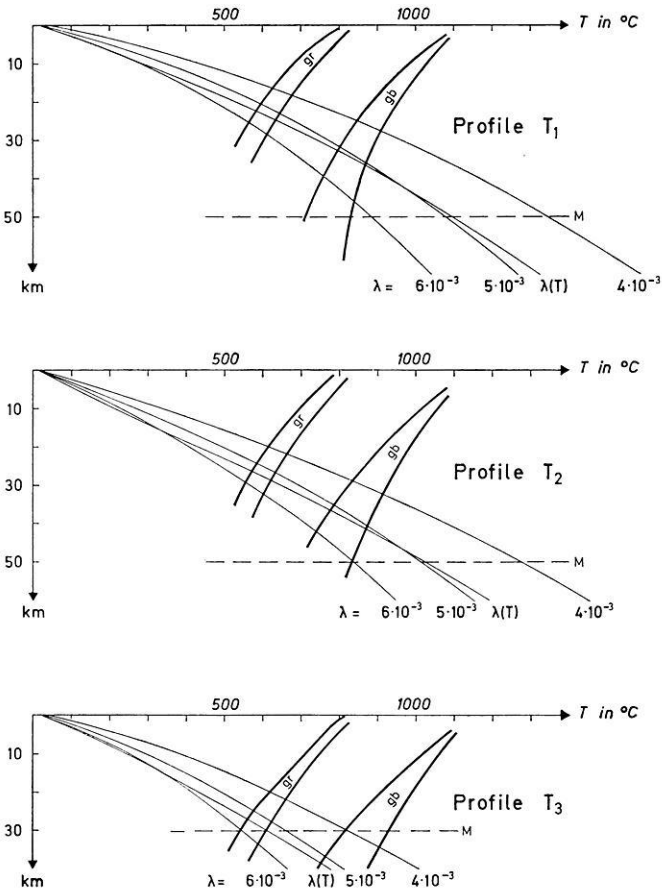 500 1000 T in °C
10
30
50
km
gr
gb
Profile T₁
M
λ = 6·10⁻³ 5·10⁻³ λ(T) 4·10⁻³
500 1000 T in °C
10
30
50
km
gr
gb
Profile T₂
M
λ = 6·10⁻³ 5·10⁻³ λ(T) 4·10⁻³
500 1000 T in °C
10
30
km
gr
gb
Profile T₃
M
λ = 6·10⁻³ λ(T) 5·10⁻³ 4·10⁻³